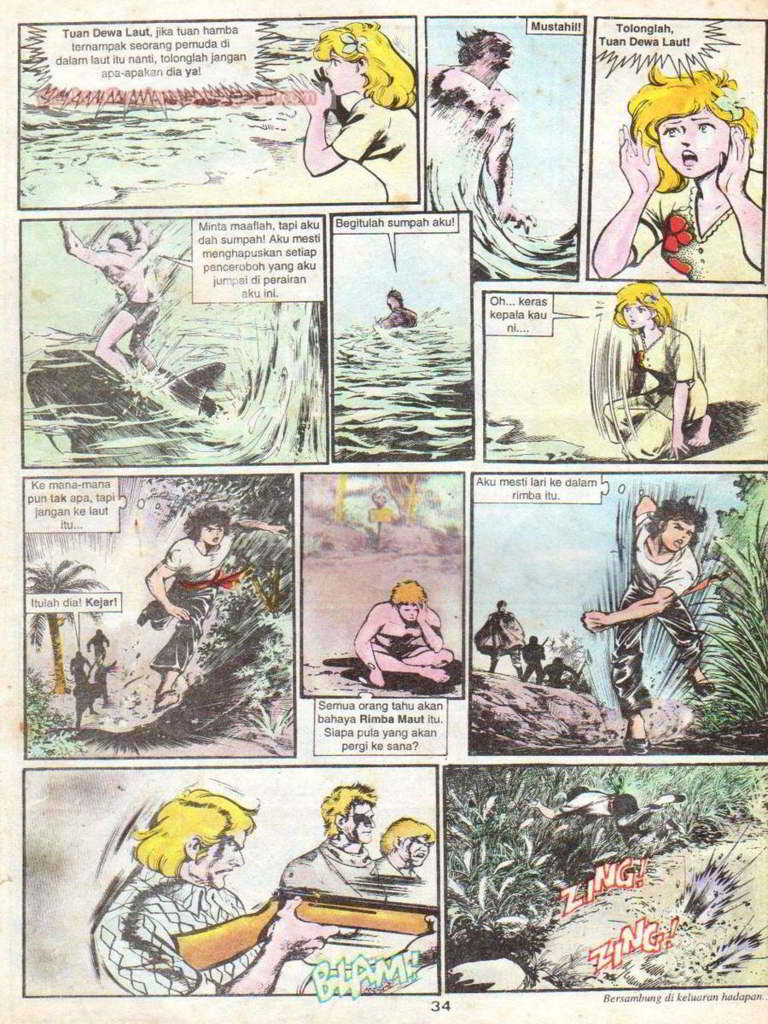 Tuan Dewa Laut, jika tuan hamba
ternampak seorang pemuda di
dalam laut itu nanti, tolonglah jangan
apa-apakan dia ya!
Mustahil!
Tolonglah,
Tuan Dewa Laut!
Minta maaflah, tapi aku
dah sumpah! Aku mesti
menghapuskan setiap
penceroboh yang aku
jumpai di perairan
aku ini.
Begitulah sumpah aku!
Oh... keras
kepala kau
ni....
Ke mana-mana
pun tak apa, tapi
jangan ke laut
itu...
Itulah dia! Kejar!
Semua orang tahu akan
bahaya Rimba Maut itu.
Siapa pula yang akan
pergi ke sana?
Aku mesti lari ke dalam
rimba itu.
BLAMM!
ZING!
ZING!
34
Bersambung di keluaran hadapan..